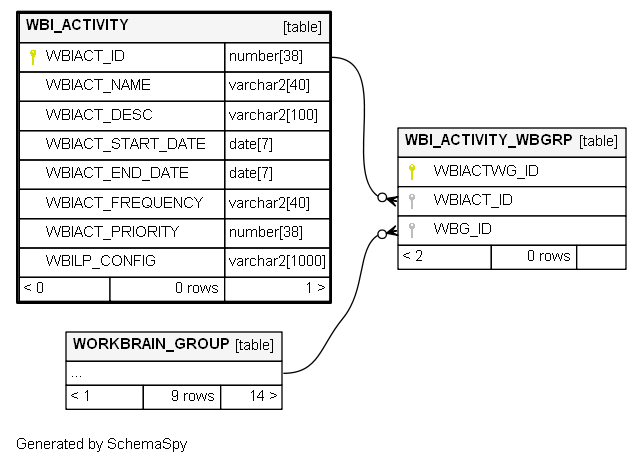 WBI_ACTIVITY [table]
WBIACT_ID number[38]
WBIACT_NAME varchar2[40]
WBIACT_DESC varchar2[100]
WBIACT_START_DATE date[7]
WBIACT_END_DATE date[7]
WBIACT_FREQUENCY varchar2[40]
WBIACT_PRIORITY number[38]
WBILP_CONFIG varchar2[1000]
< 0 0 rows 1 >
WBI_ACTIVITY_WBGRP [table]
WBIACTWG_ID
WBIACT_ID
WBG_ID
< 2 0 rows
WORKBRAIN_GROUP [table]
...
< 1 9 rows 14 >
Generated by SchemaSpy